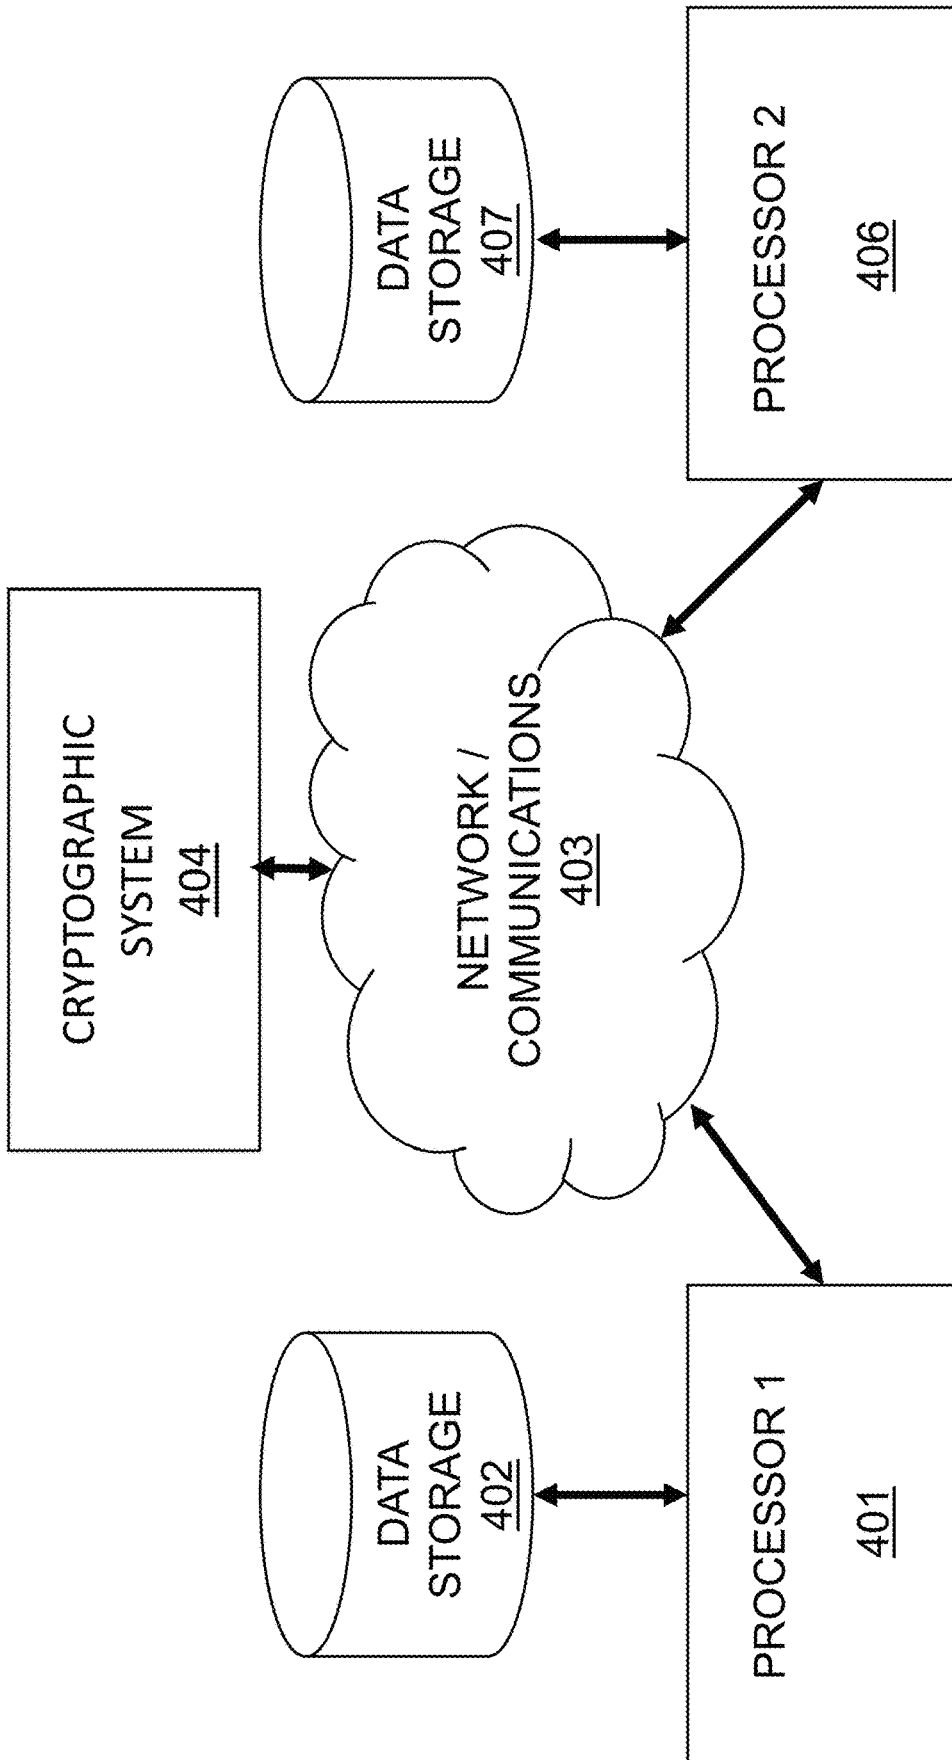 CRYPTOGRAPHIC
SYSTEM
404
DATA
STORAGE
402
NETWORK /
COMMUNICATIONS
403
DATA
STORAGE
407
PROCESSOR 1
401
PROCESSOR 2
406